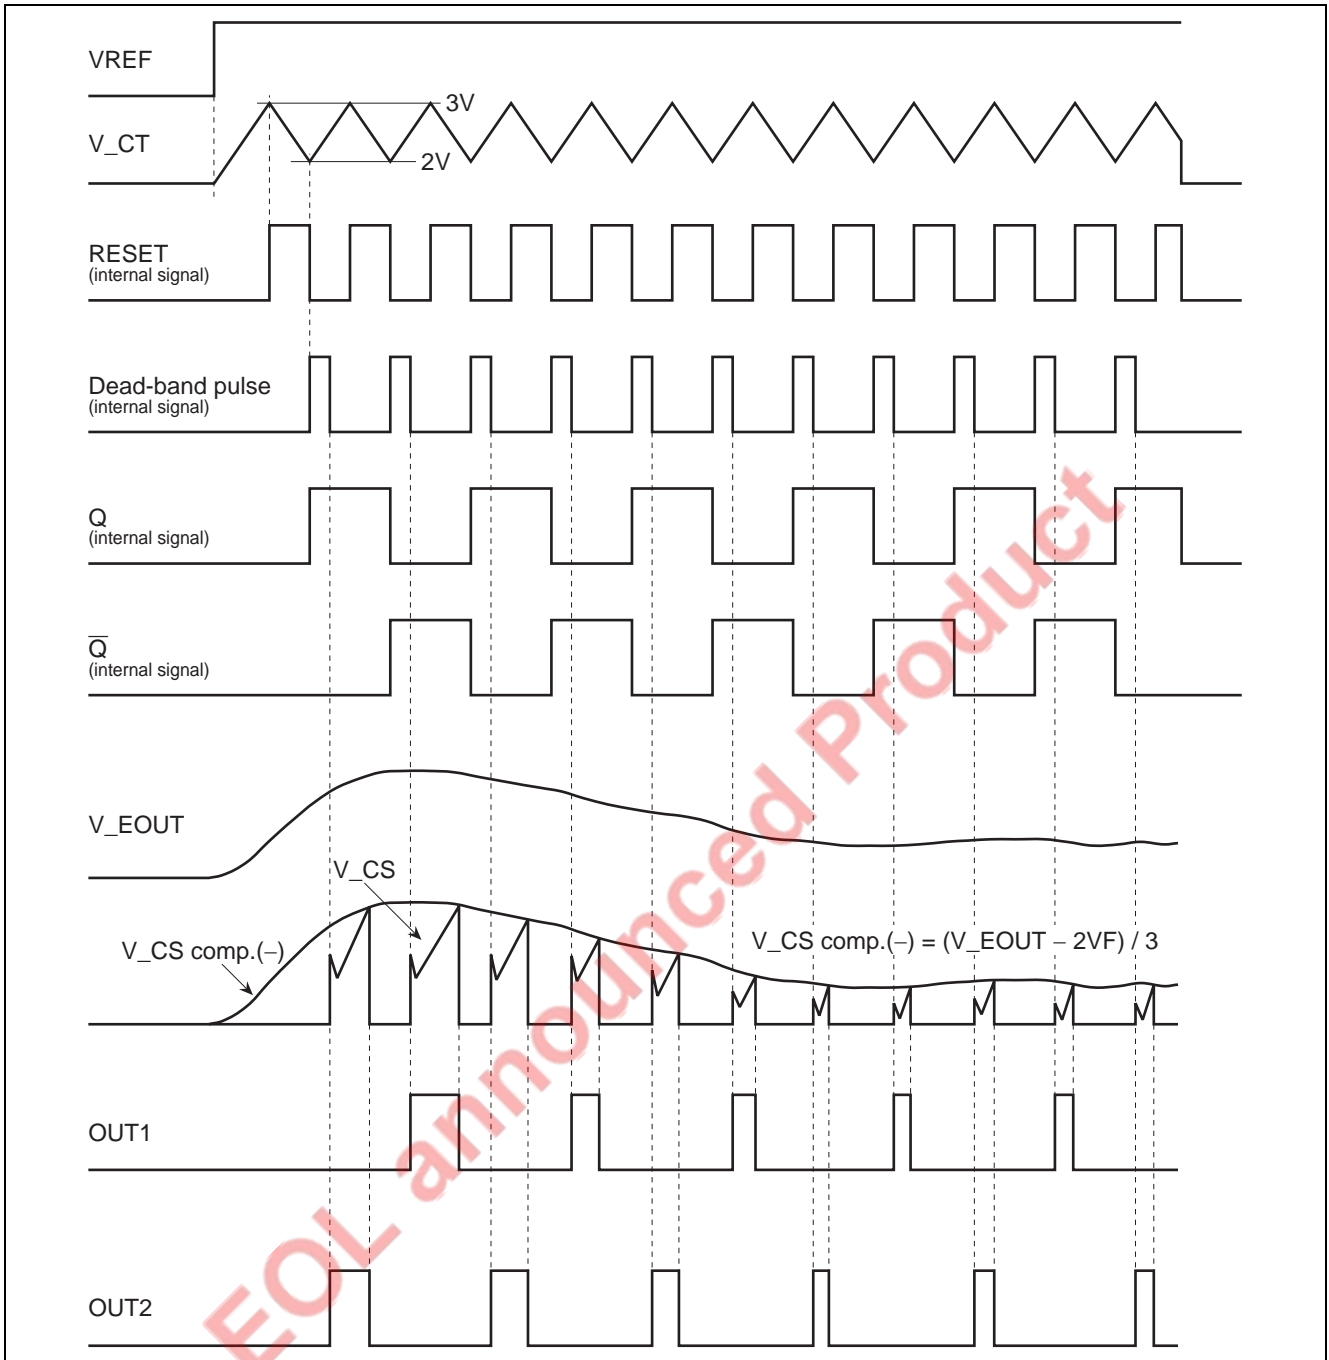 VREF
3V
V_CT
2V
RESET
(internal signal)
Dead-band pulse
(internal signal)
Q
(internal signal)
Q̅
(internal signal)
V_EOUT
V_CS
V_CS comp.(–)
V_CS comp.(–) = (V_EOUT – 2VF) / 3
OUT1
OUT2
EOL announced Product